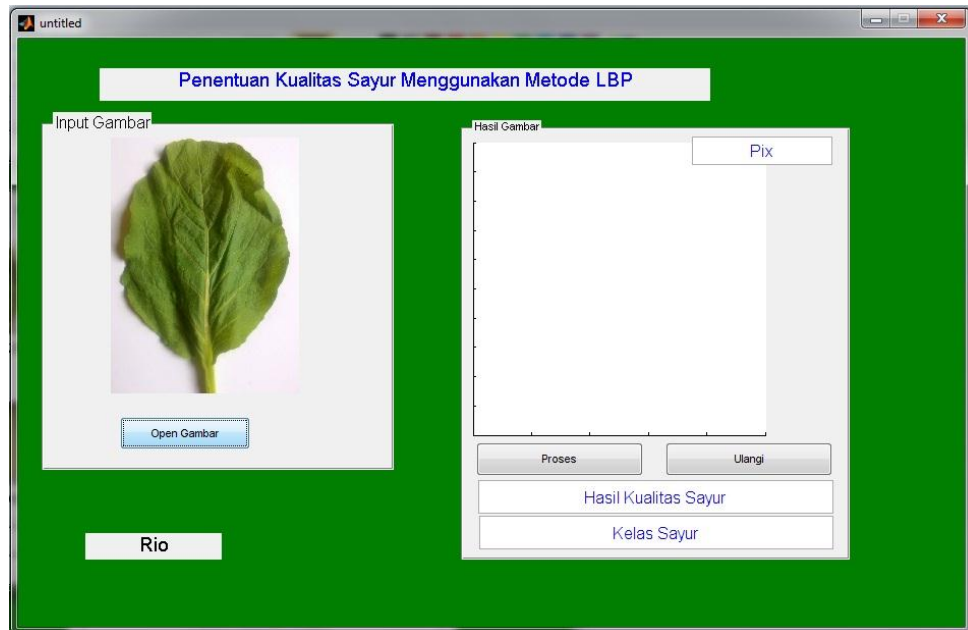 untitled
Penentuan Kualitas Sayur Menggunakan Metode LBP
Input Gambar
Open Gambar
Hasil Gambar
Pix
Proses
Ulangi
Hasil Kualitas Sayur
Kelas Sayur
Rio